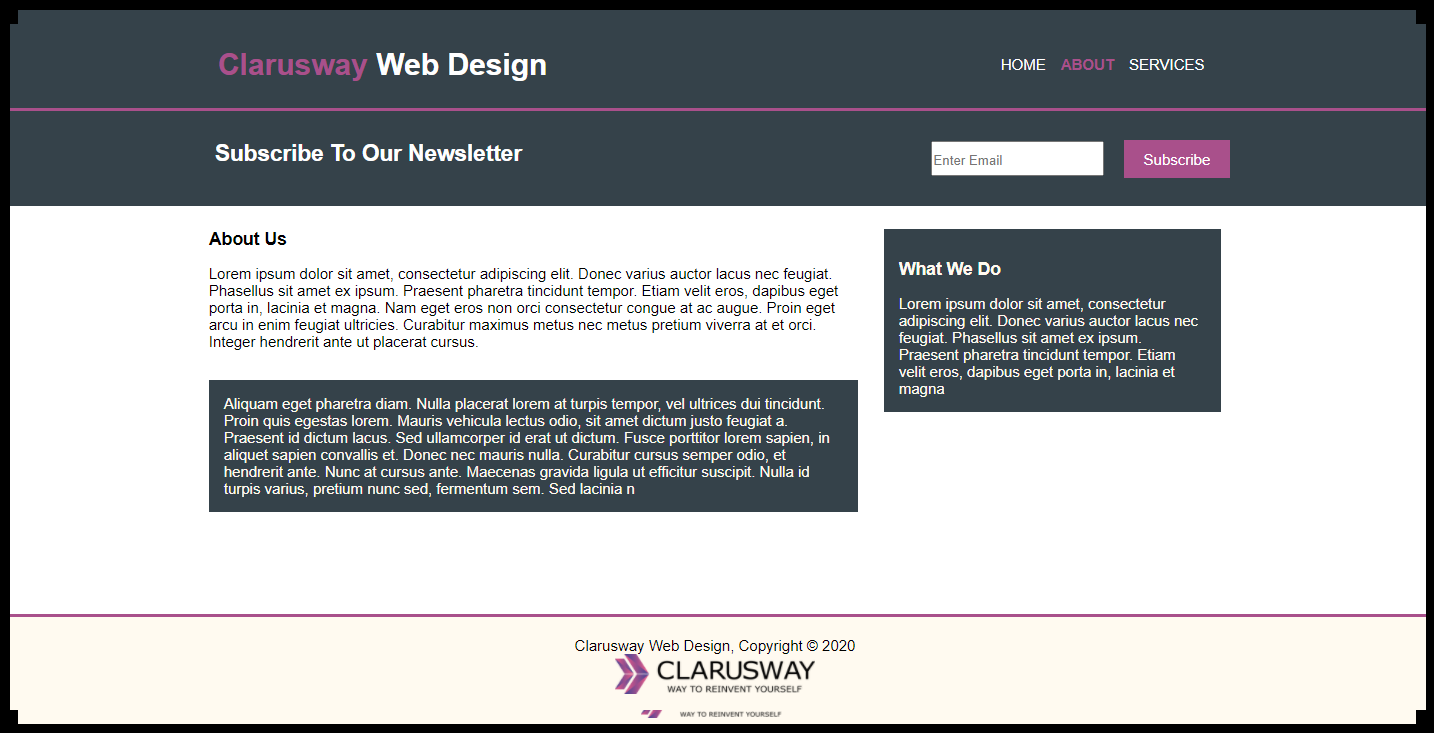 Clarusway Web Design
HOME ABOUT SERVICES
Subscribe To Our Newsletter
Enter Email
Subscribe
About Us
Lorem ipsum dolor sit amet, consectetur adipiscing elit. Donec varius auctor lacus nec feugiat.
Phasellus sit amet ex ipsum. Praesent pharetra tincidunt tempor. Etiam velit eros, dapibus eget
porta in, lacinia et magna. Nam eget eros non orci consectetur congue at ac augue. Proin eget
arcu in enim feugiat ultricies. Curabitur maximus metus nec metus pretium viverra at et orci.
Integer hendrerit ante ut placerat cursus.
Aliquam eget pharetra diam. Nulla placerat lorem at turpis tempor, vel ultrices dui tincidunt.
Proin quis egestas lorem. Mauris vehicula lectus odio, sit amet dictum justo feugiat a.
Praesent id dictum lacus. Sed ullamcorper id erat ut dictum. Fusce porttitor lorem sapien, in
aliquet sapien convallis et. Donec nec mauris nulla. Curabitur cursus semper odio, et
hendrerit ante. Nunc at cursus ante. Maecenas gravida ligula ut efficitur suscipit. Nulla id
turpis varius, pretium nunc sed, fermentum sem. Sed lacinia n
What We Do
Lorem ipsum dolor sit amet, consectetur
adipiscing elit. Donec varius auctor lacus nec
feugiat. Phasellus sit amet ex ipsum.
Praesent pharetra tincidunt tempor. Etiam
velit eros, dapibus eget porta in, lacinia et
magna
Clarusway Web Design, Copyright © 2020
CLARUSWAY
WAY TO REINVENT YOURSELF
WAY TO REINVENT YOURSELF